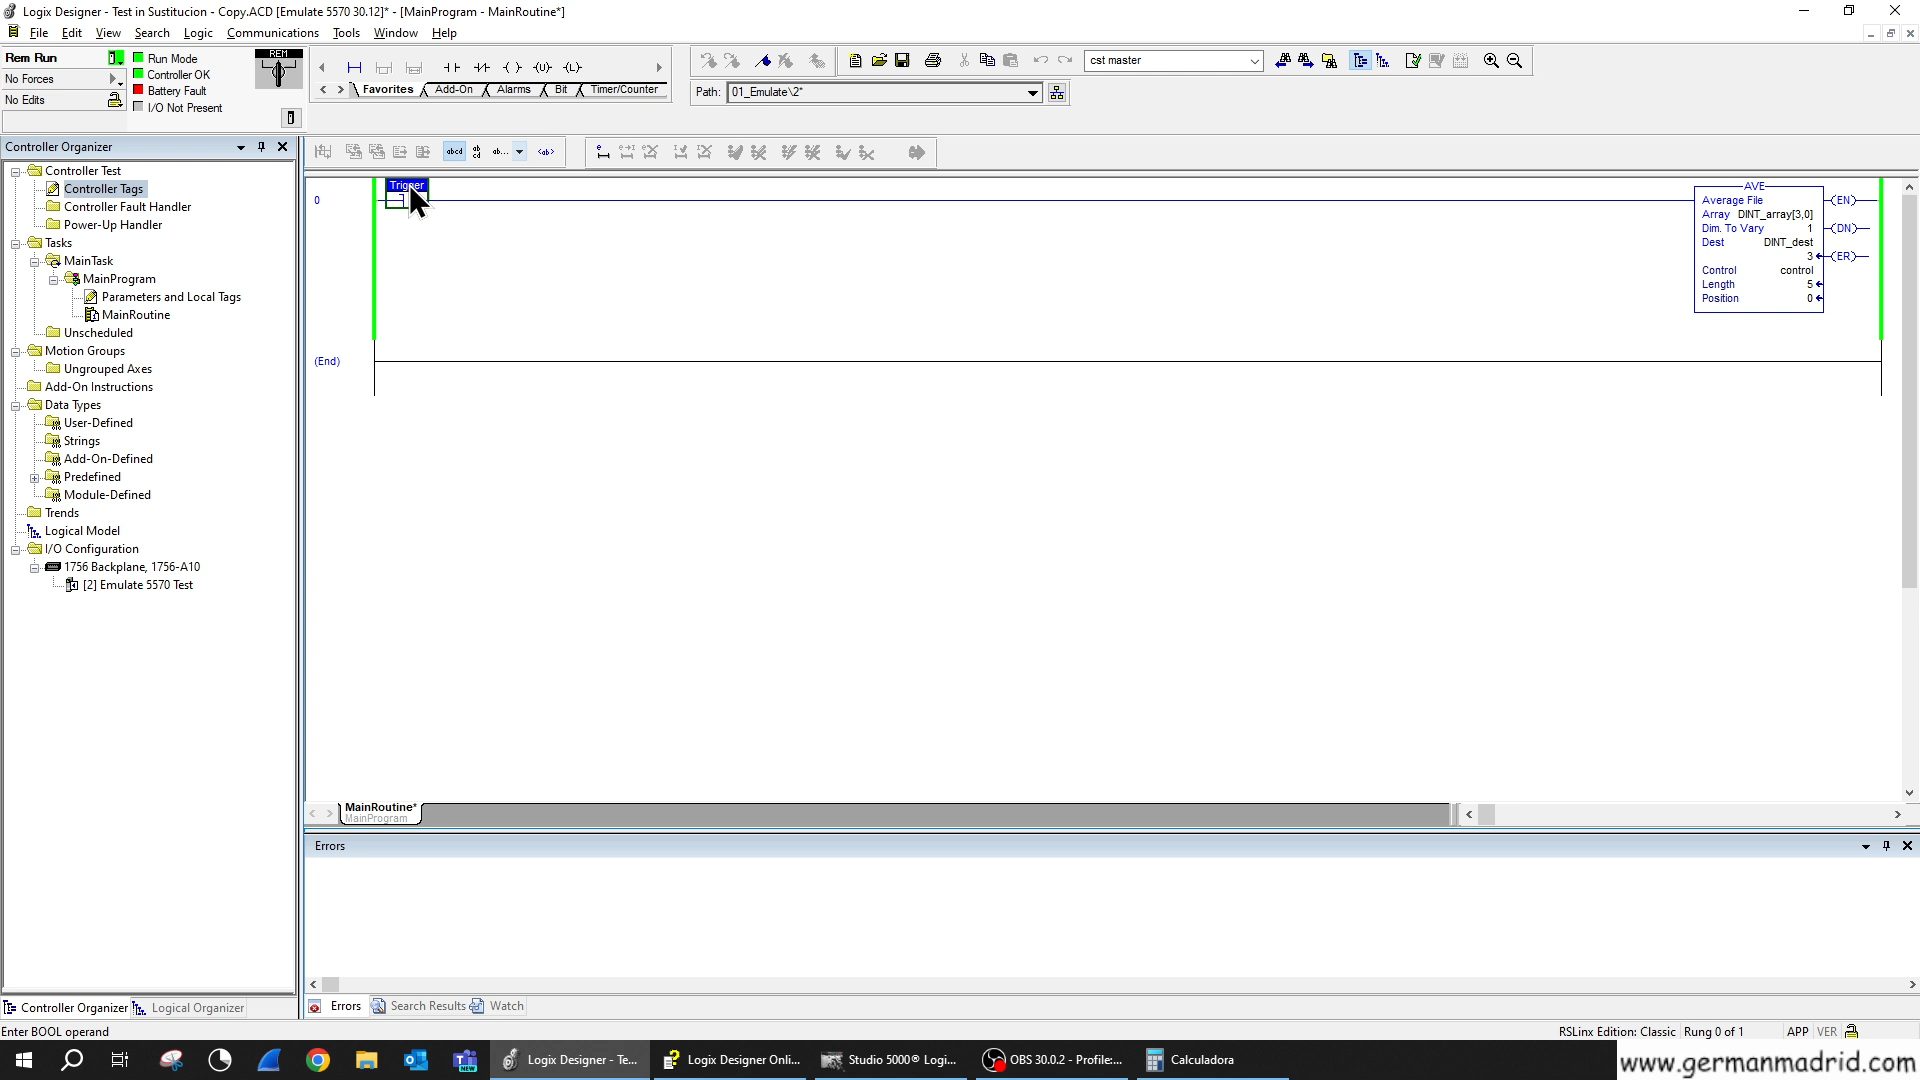 Logix Designer - Test in Sustitucion - Copy.ACD [Emulate 5570 30.12]* - [MainProgram - MainRoutine*]
File Edit View Search Logic Communications Tools Window Help
Rem Run
No Forces
No Edits
Run Mode
Controller OK
Battery Fault
I/O Not Present
REM
Favorites Add-On Alarms Bit Timer/Counter
cst master
Path: 01_Emulate\2*
Controller Organizer
Controller Test
Controller Tags
Controller Fault Handler
Power-Up Handler
Tasks
MainTask
MainProgram
Parameters and Local Tags
MainRoutine
Unscheduled
Motion Groups
Ungrouped Axes
Add-On Instructions
Data Types
User-Defined
Strings
Add-On-Defined
Predefined
Module-Defined
Trends
Logical Model
I/O Configuration
1756 Backplane, 1756-A10
[2] Emulate 5570 Test
Controller Organizer Logical Organizer
0
Trigger
AVE
Average File
Array DINT_array[3,0]
Dim. To Vary 1
Dest DINT_dest
3
Control control
Length 5
Position 0
(EN)
(DN)
(ER)
(End)
MainRoutine*
MainProgram
Errors
Errors Search Results Watch
Enter BOOL operand
RSLinx Edition: Classic Rung 0 of 1 APP VER
Logix Designer - Te... Logix Designer Onli... Studio 5000® Logi... OBS 30.0.2 - Profile:... Calculadora
www.germanmadrid.com